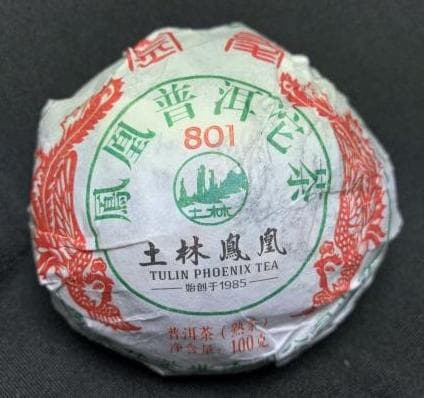 鳳凰普洱沱茶
801
土林
土林鳳凰
TULIN PHOENIX TEA
始创于1985
普洱茶(熟茶)
净含量:100克